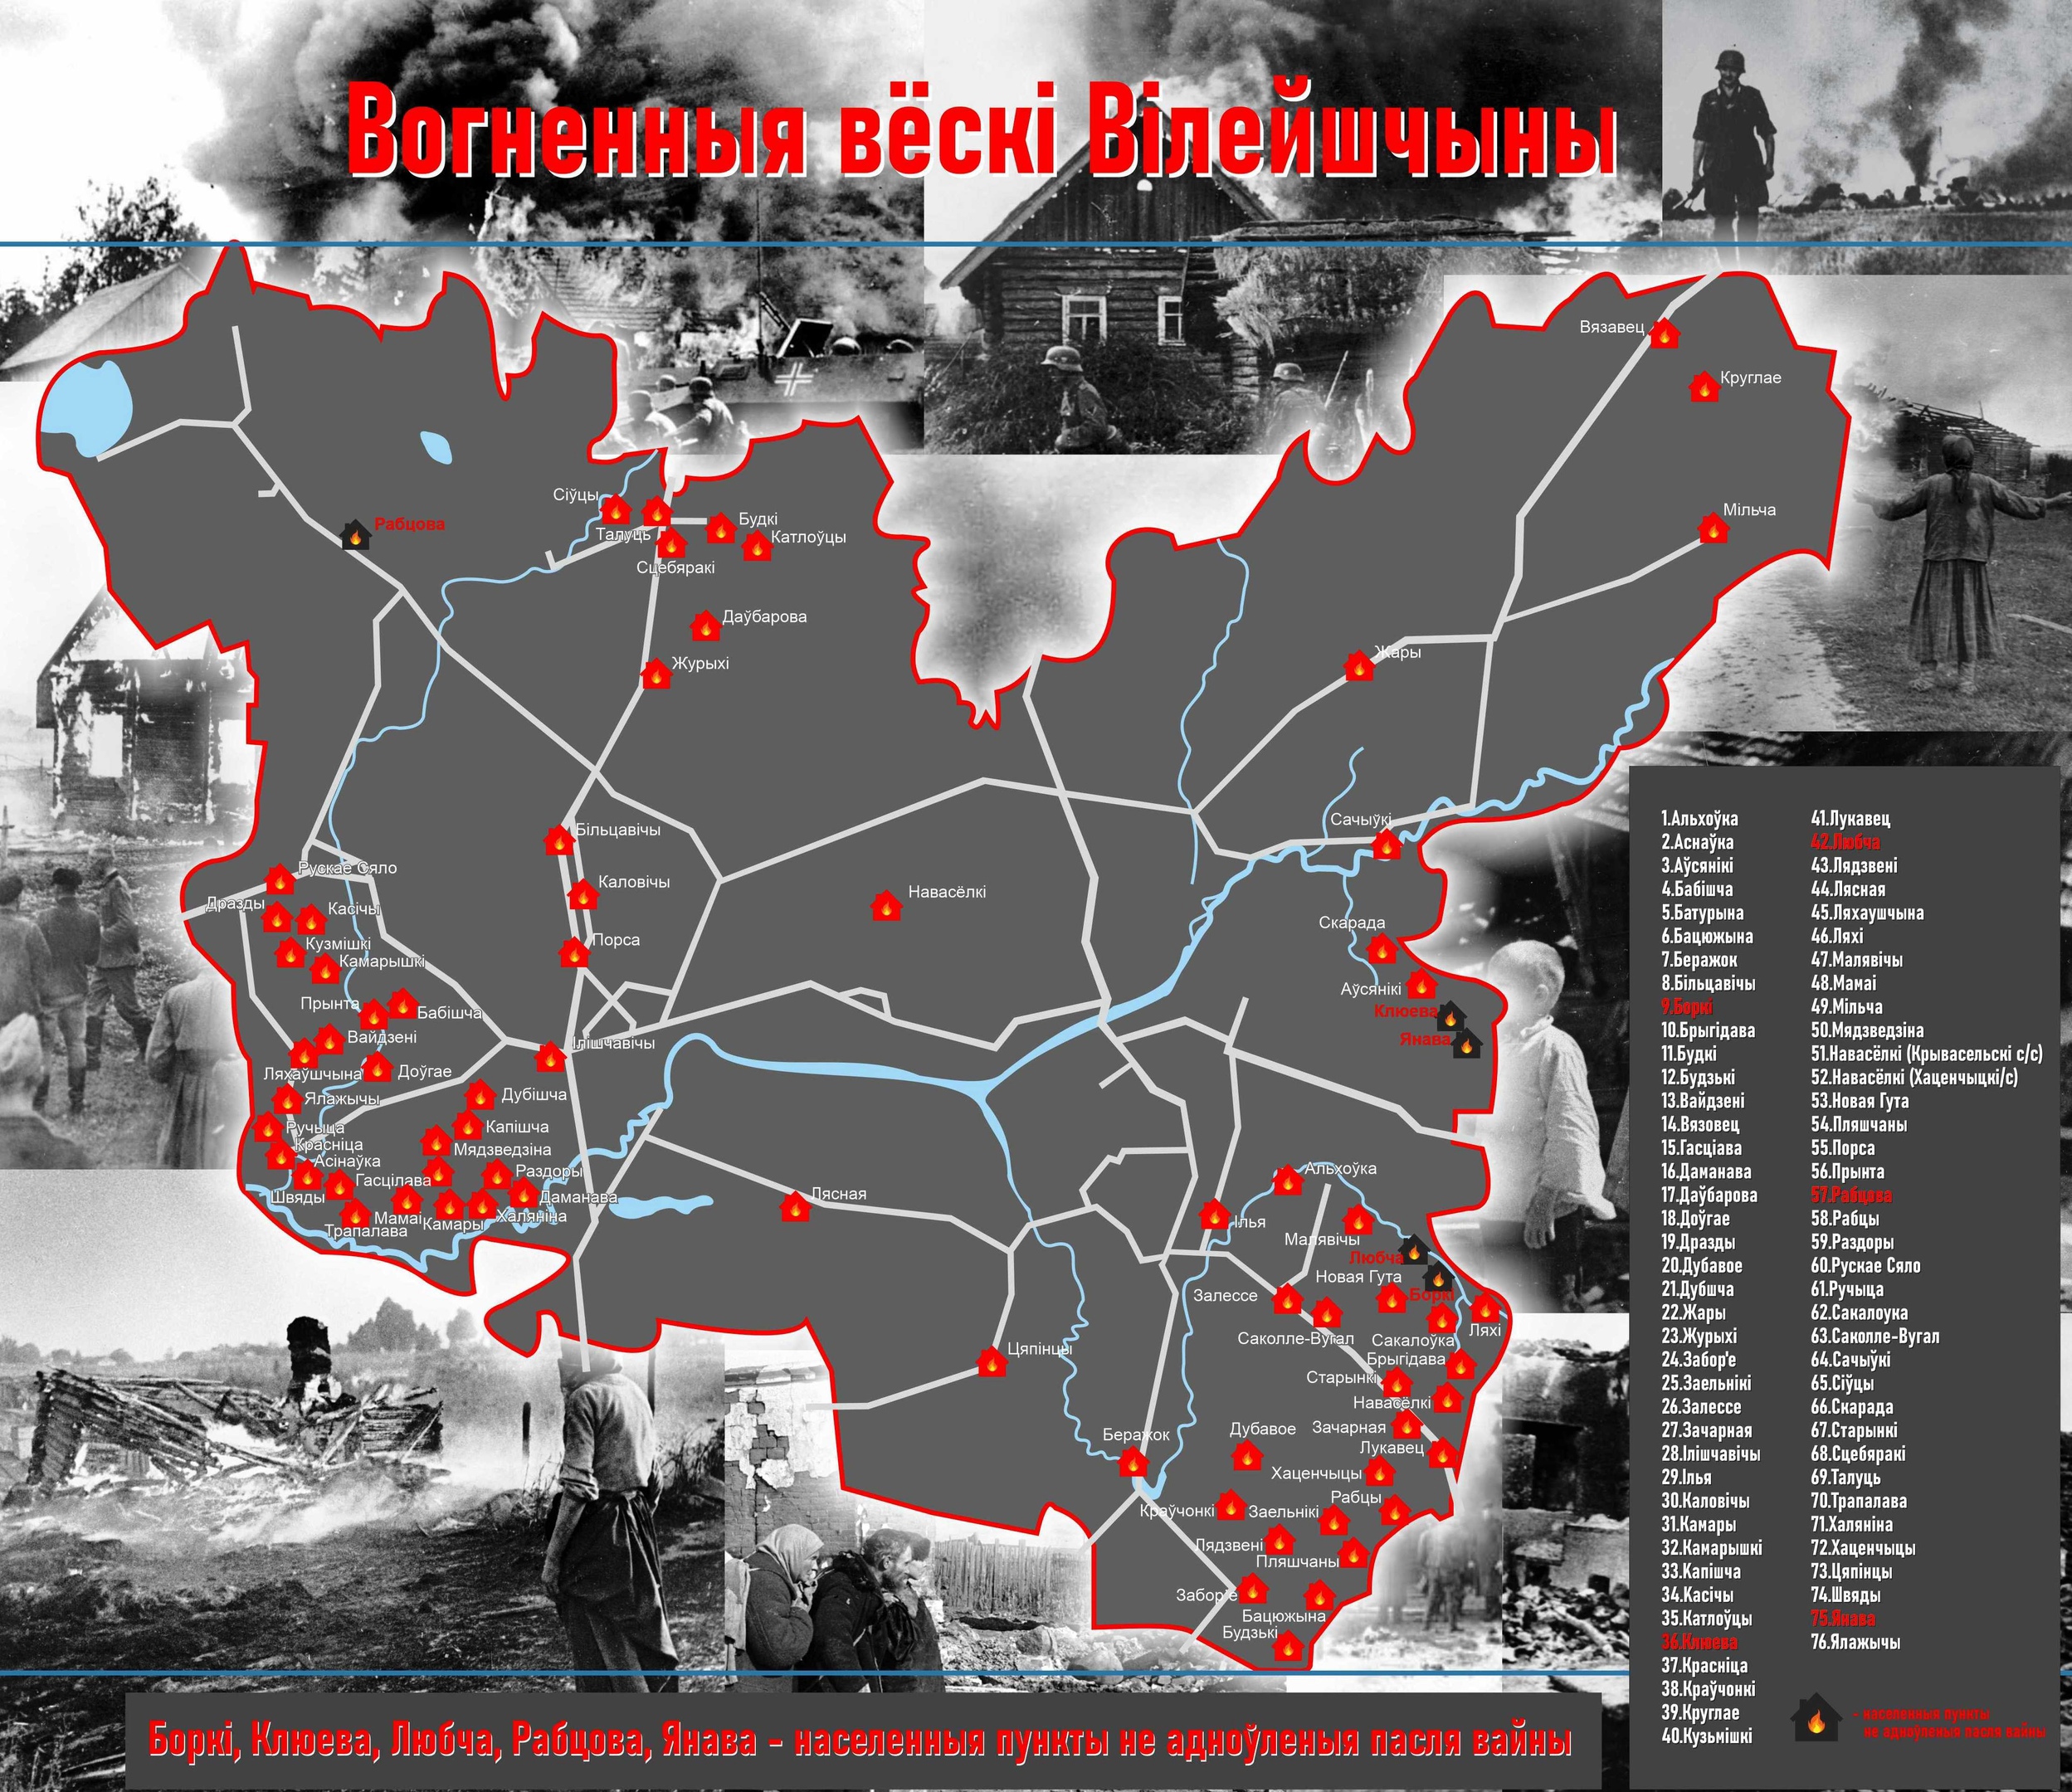 Вогненныя вёскі Вілейшчыны
Вязавец
Круглае
Мільча
Сіўцы
Талуць
Будкі
Катлоўцы
Сцебяракі
Рабцова
Даўбарова
Журыхі
Жары
Сачыўкі
Більцавічы
Рускае Сяло
Каловічы
Навасёлкі
Дразды
Касічы
Скарада
Порса
Кузмішкі
Камарышкі
Аўсянікі
Прынта
Бабішча
Клюева
Вайдзені
Янава
Ілішчавічы
Ляхаўшчына
Доўгае
Ялажычы
Дубішча
Ручыца
Капішча
Красніца
Мядзведзіна
Асінаўка
Альхоўка
Раздоры
Гасцілава
Швяды
Даманава
Лясная
Мамаі
Камары
Халяніна
Ілья
Трапалава
Малявічы
Любча
Новая Гута
Залессе
Боркі
Ляхі
Саколле-Вугал
Сакалоўка
Цяпінцы
Брыгідава
Старынкі
Навасёлкі
Зачарная
Дубавое
Беражок
Лукавец
Хаценчыцы
Рабцы
Краўчонкі
Заельнікі
Лядзвені
Пляшчаны
Забор'е
Бацюжына
Будзькі
1.Альхоўка
2.Аснаўка
3.Аўсянікі
4.Бабішча
5.Батурына
6.Бацюжына
7.Беражок
8.Більцавічы
9.Боркі
10.Брыгідава
11.Будкі
12.Будзькі
13.Вайдзені
14.Вязовец
15.Гасціава
16.Даманава
17.Даўбарова
18.Доўгае
19.Дразды
20.Дубавое
21.Дубшча
22.Жары
23.Журыхі
24.Забор'е
25.Заельнікі
26.Залессе
27.Зачарная
28.Ілішчавічы
29.Ілья
30.Каловічы
31.Камары
32.Камарышкі
33.Капішча
34.Касічы
35.Катлоўцы
36.Клюева
37.Красніца
38.Краўчонкі
39.Круглае
40.Кузьмішкі
41.Лукавец
42.Любча
43.Лядзвені
44.Лясная
45.Ляхаушчына
46.Ляхі
47.Малявічы
48.Мамаі
49.Мільча
50.Мядзведзіна
51.Навасёлкі (Крывасельскі с/с)
52.Навасёлкі (Хаценчыцкі/с)
53.Новая Гута
54.Пляшчаны
55.Порса
56.Прынта
57.Рабцова
58.Рабцы
59.Раздоры
60.Рускае Сяло
61.Ручыца
62.Сакалоука
63.Саколле-Вугал
64.Сачыўкі
65.Сіўцы
66.Скарада
67.Старынкі
68.Сцебяракі
69.Талуць
70.Трапалава
71.Халяніна
72.Хаценчыцы
73.Цяпінцы
74.Швяды
75.Янава
76.Ялажычы
- населенныя пункты
не адноўленыя пасля вайны
Боркі, Клюева, Любча, Рабцова, Янава - населенныя пункты не адноўленыя пасля вайны